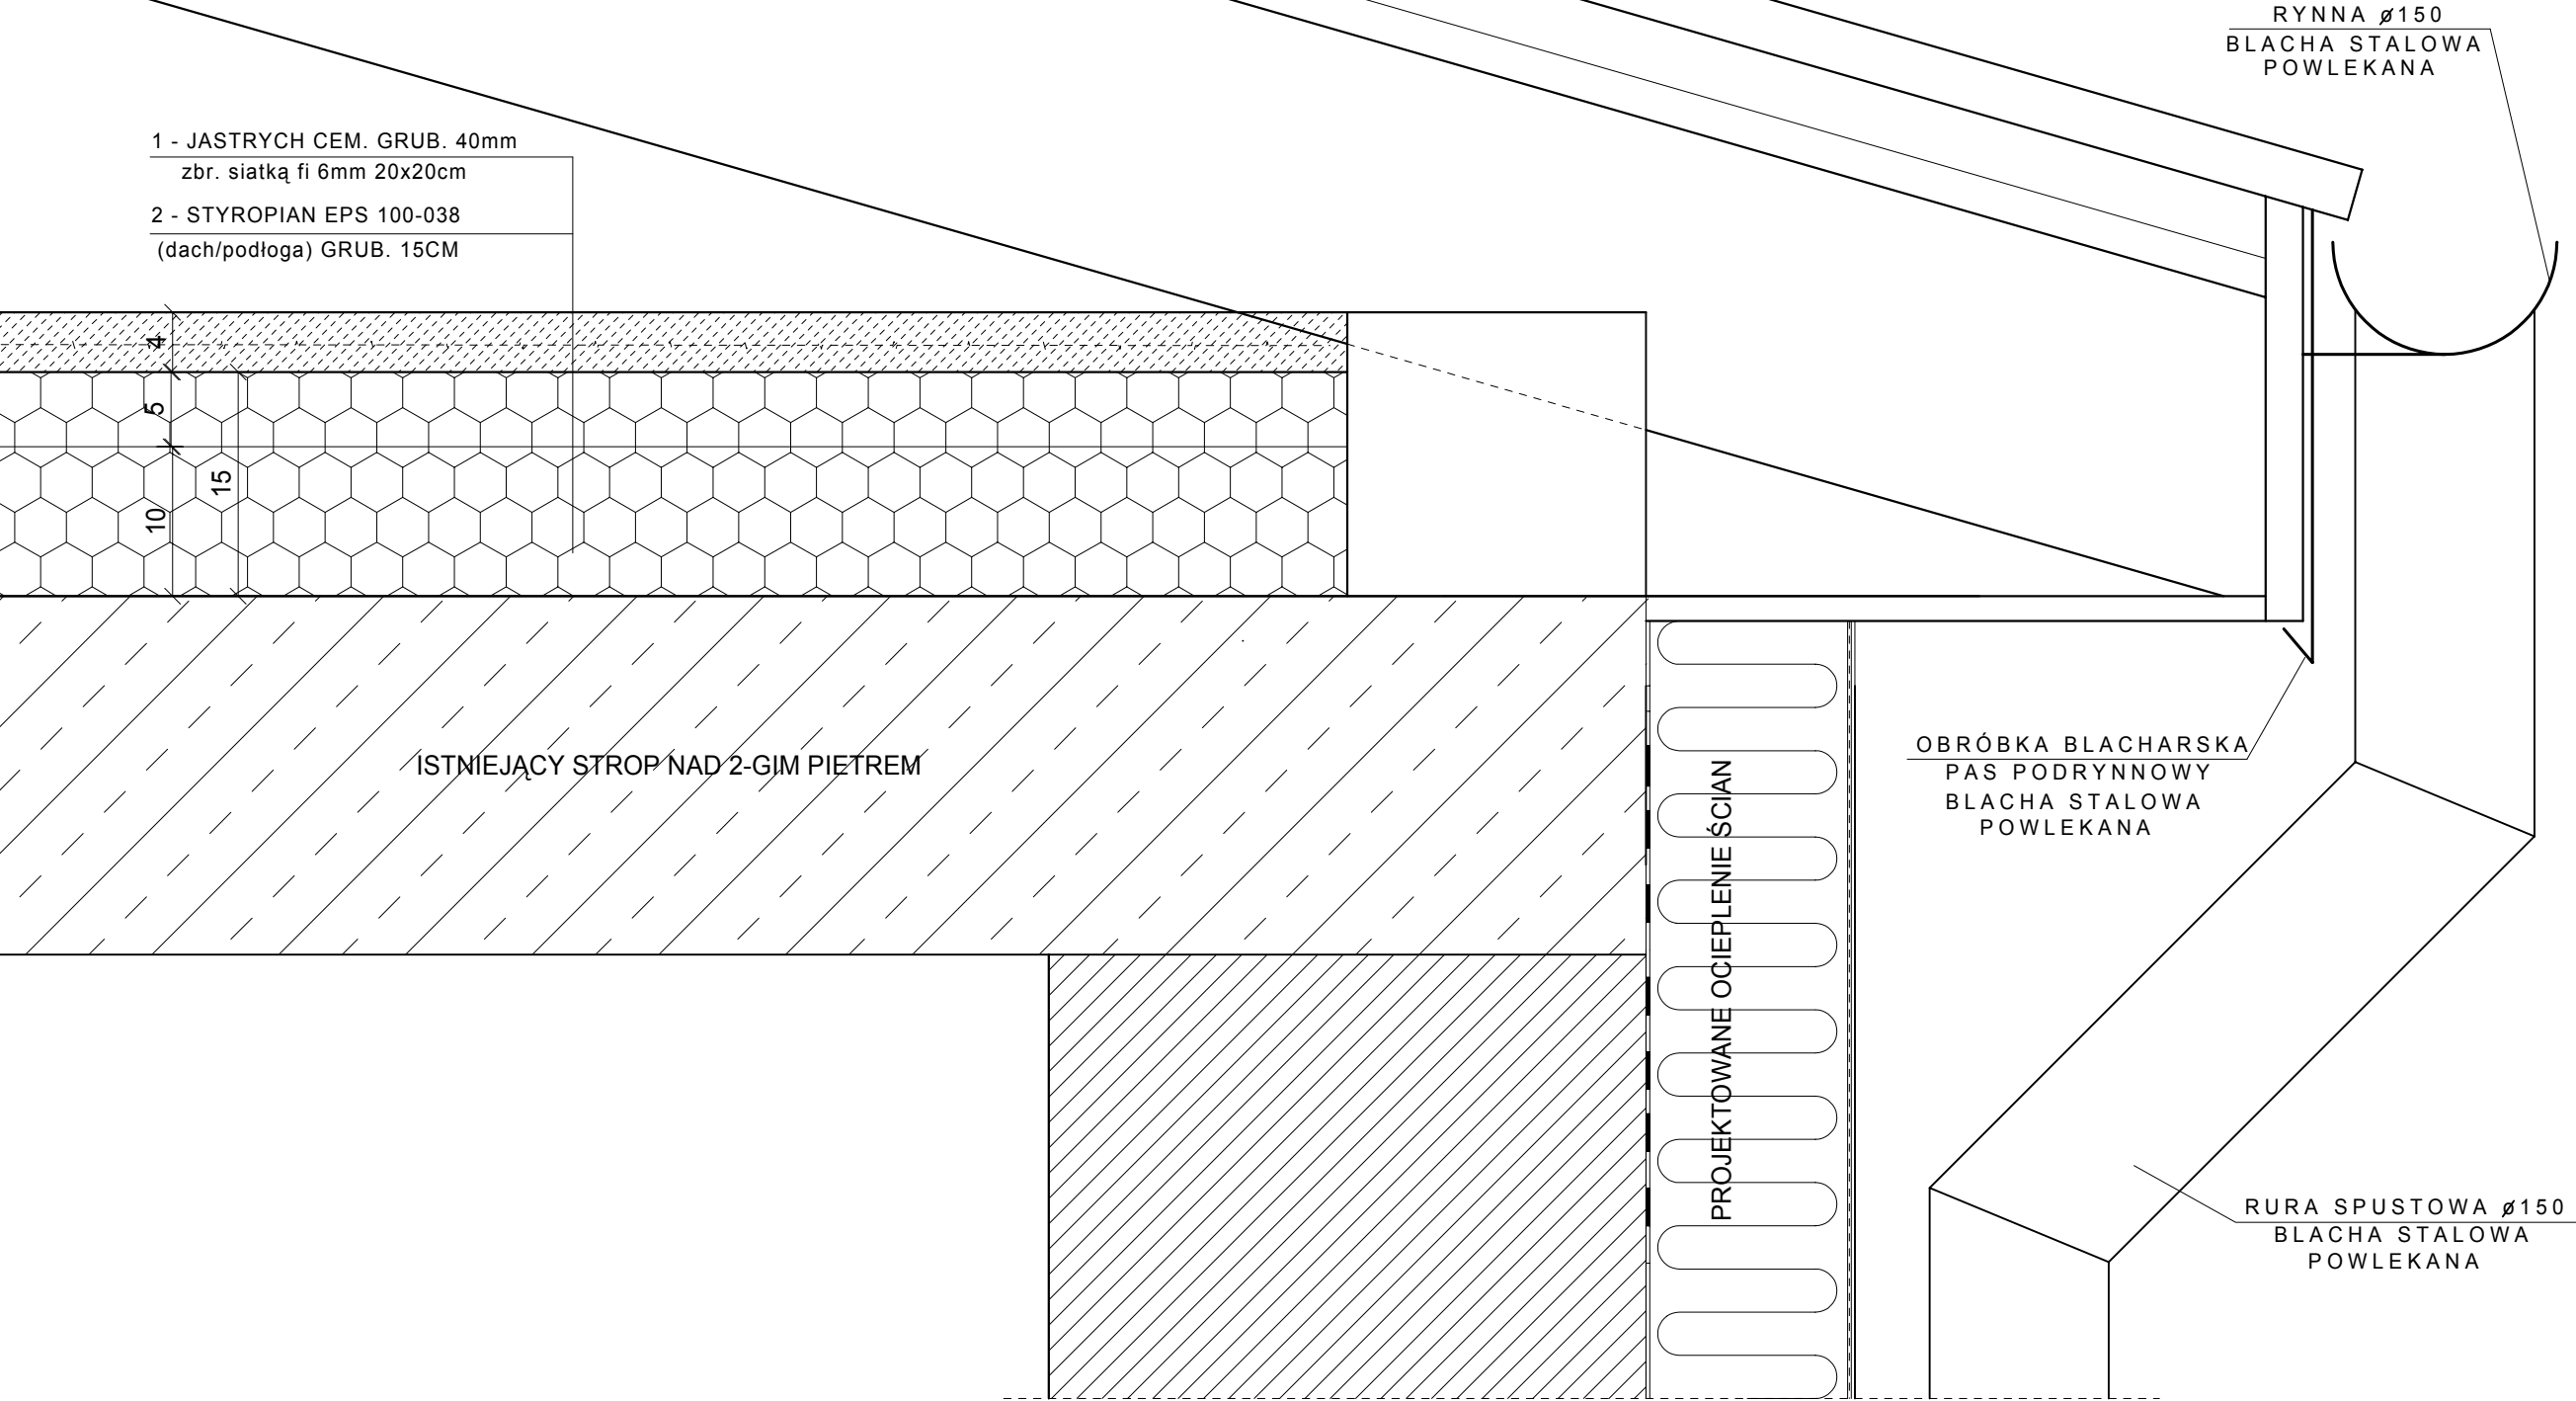 RYNNA ø150
BLACHA STALOWA
POWLEKANA
1 - JASTRYCH CEM. GRUB. 40mm
zbr. siatką fi 6mm 20x20cm
2 - STYROPIAN EPS 100-038
(dach/podłoga) GRUB. 15CM
4
5
15
10
ISTNIEJĄCY STROP NAD 2-GIM PIETREM
PROJEKTOWANE OCIEPLENIE ŚCIAN
OBRÓBKA BLACHARSKA
PAS PODRYNNOWY
BLACHA STALOWA
POWLEKANA
RURA SPUSTOWA ø150
BLACHA STALOWA
POWLEKANA